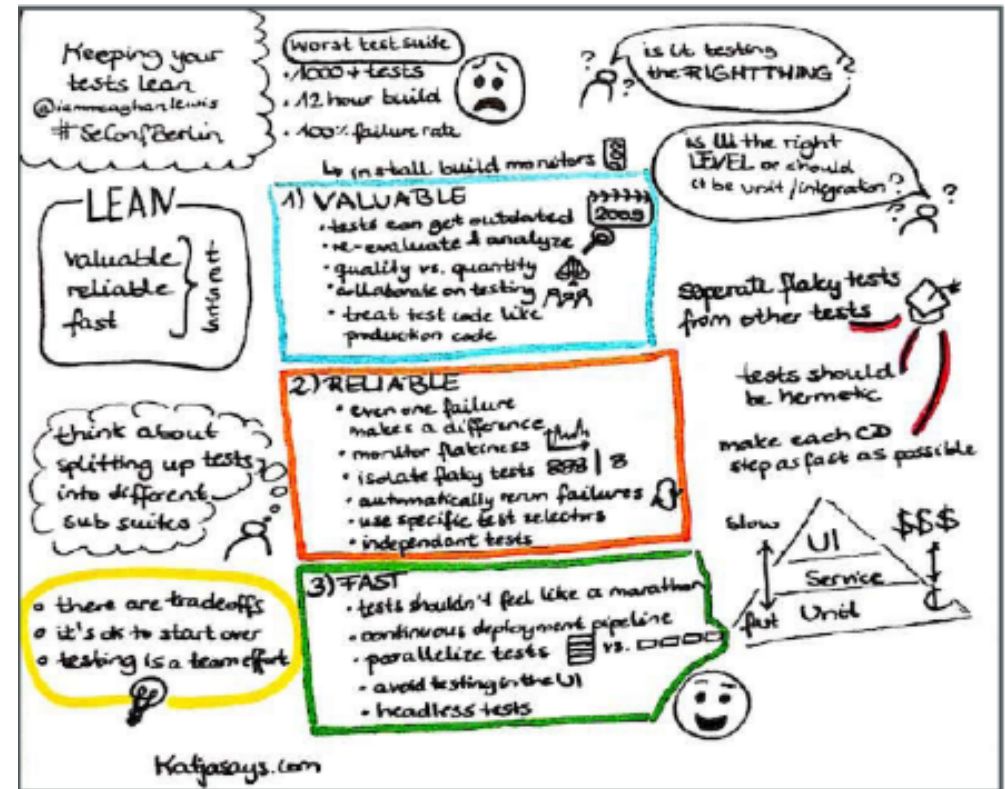 Keeping your
tests lean
@iammeaghanlewis
#SeConfBerlin
worst test suite
• 1000+ tests
• 12 hour build
• 100% failure rate
↳ install build monitors
is it testing
the RIGHT THING
?
?
?
is it the right
LEVEL or should
it be unit/integration?
?
?
LEAN
valuable
reliable
fast
tests
1) VALUABLE
2009
• tests can get outdated
• re-evaluate & analyze
• quality vs. quantity
• collaborate on testing
• treat test code like
production code
seperate flaky tests
from other tests
tests should
be hermetic
make each CD
step as fast as possible
2) RELIABLE
• even one failure
makes a difference
• monitor flakiness
• isolate flaky tests
• automatically rerun failures
• use specific test selectors
• independant tests
think about
splitting up tests
into different
sub suites
slow
fast
UI
Service
Unit
$$$
¢
3) FAST
• tests shouldn't feel like a marathon
• continuous deployment pipeline
• parallelize tests vs.
• avoid testing in the UI
• headless tests
• there are tradeoffs
• it's ok to start over
• testing is a team effort
Katjasays.com